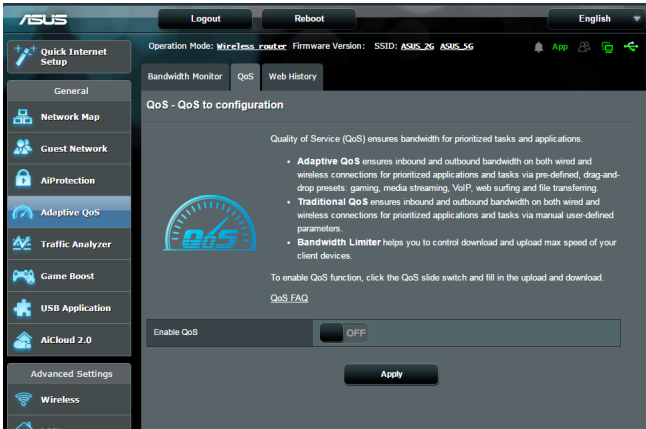 ASUS
Logout
Reboot
English
Quick Internet
Setup
General
Network Map
Guest Network
AiProtection
Adaptive QoS
Traffic Analyzer
Game Boost
USB Application
AiCloud 2.0
Advanced Settings
Wireless
Operation Mode: Wireless router Firmware Version: SSID: ASUS_2G ASUS_5G
App
Bandwidth Monitor
QoS
Web History
QoS - QoS to configuration
Quality of Service (QoS) ensures bandwidth for prioritized tasks and applications.
QoS
• Adaptive QoS ensures inbound and outbound bandwidth on both wired and
wireless connections for prioritized applications and tasks via pre-defined, drag-and-
drop presets: gaming, media streaming, VoIP, web surfing and file transferring.
• Traditional QoS ensures inbound and outbound bandwidth on both wired and
wireless connections for prioritized applications and tasks via manual user-defined
parameters.
• Bandwidth Limiter helps you to control download and upload max speed of your
client devices.
To enable QoS function, click the QoS slide switch and fill in the upload and download.
QoS FAQ
Enable QoS
OFF
Apply